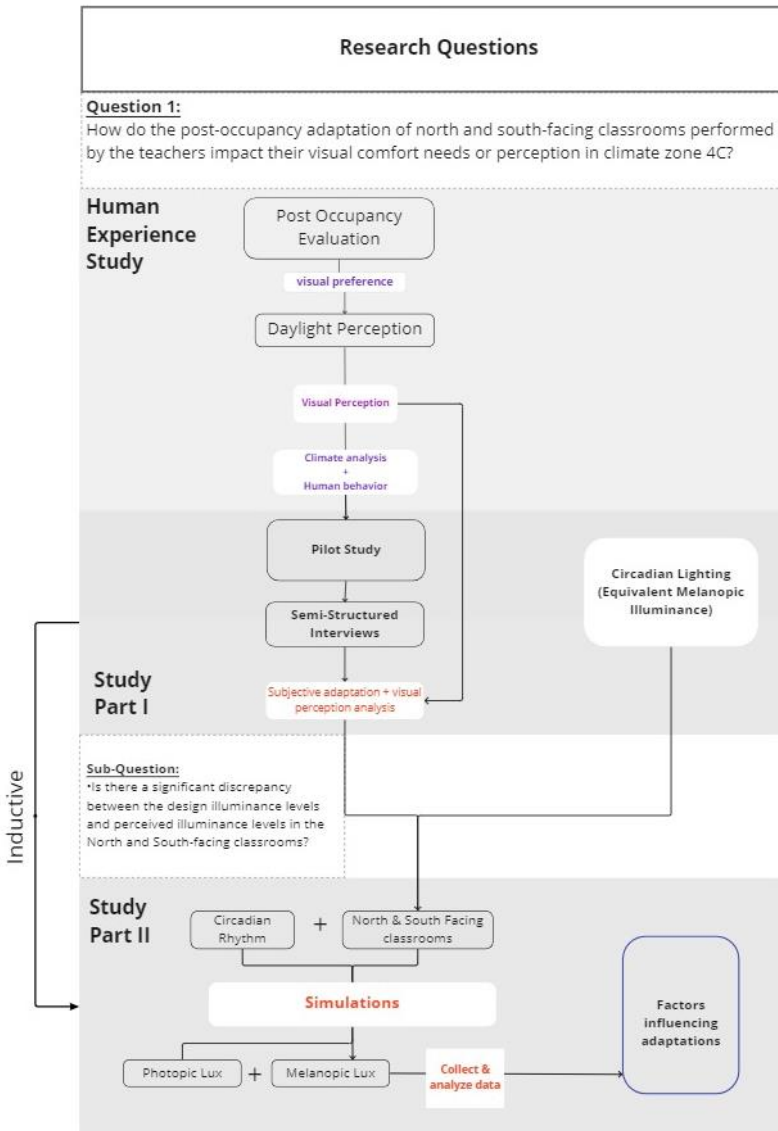 Research Questions
Question 1:
How do the post-occupancy adaptation of north and south-facing classrooms performed
by the teachers impact their visual comfort needs or perception in climate zone 4C?
Human
Experience
Study
Post Occupancy
Evaluation
visual preference
Daylight Perception
Visual Perception
Climate analysis
+
Human behavior
Pilot Study
Circadian Lighting
(Equivalent Melanopic
Illuminance)
Semi-Structured
Interviews
Study
Part I
Subjective adaptation + visual
perception analysis
Inductive
Sub-Question:
•Is there a significant discrepancy
between the design illuminance levels
and perceived illuminance levels in the
North and South-facing classrooms?
Study
Part II
Circadian
Rhythm
+
North & South Facing
classrooms
Simulations
Factors
influencing
adaptations
Photopic Lux
+
Melanopic Lux
Collect &
analyze data